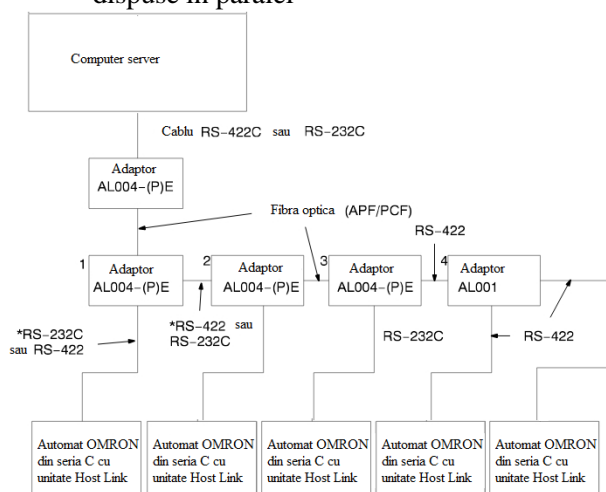 dispuse în paralel
Computer server
Cablu RS-422C sau RS-232C
Adaptor
AL004-(P)E
Fibra optica (APF/PCF)
RS-422
1
Adaptor
AL004-(P)E
2
Adaptor
AL004-(P)E
3
Adaptor
AL004-(P)E
4
Adaptor
AL001
*RS-232C
sau RS-422
*RS-422 sau
RS-232C
RS-232C
RS-422
Automat OMRON
din seria C cu
unitate Host Link
Automat OMRON
din seria C cu
unitate Host Link
Automat OMRON
din seria C cu
unitate Host Link
Automat OMRON
din seria C cu
unitate Host Link
Automat OMRON
din seria C cu
unitate Host Link